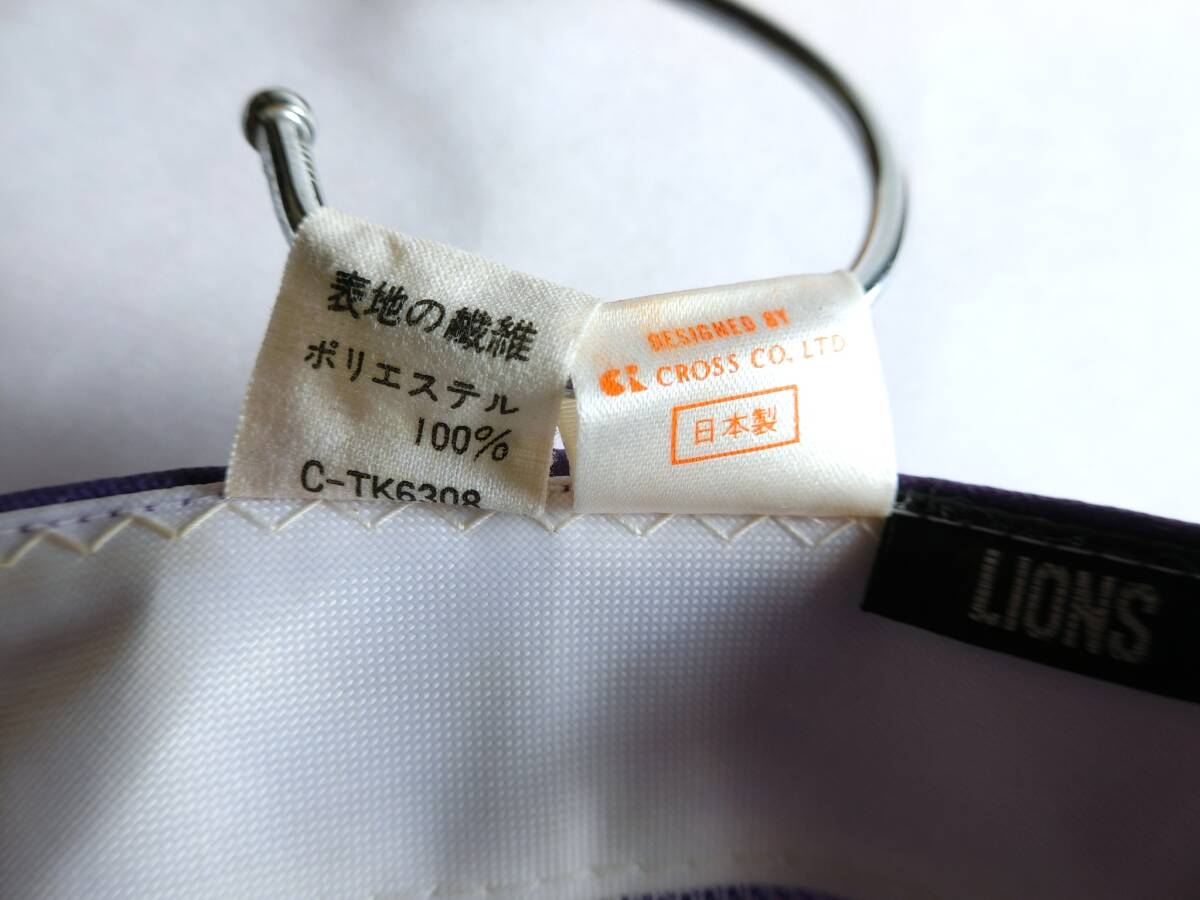 表地の繊維
ポリエステル
100%
C-TK6308
DESIGNED BY
CROSS CO, LTD
日本製
LIONS